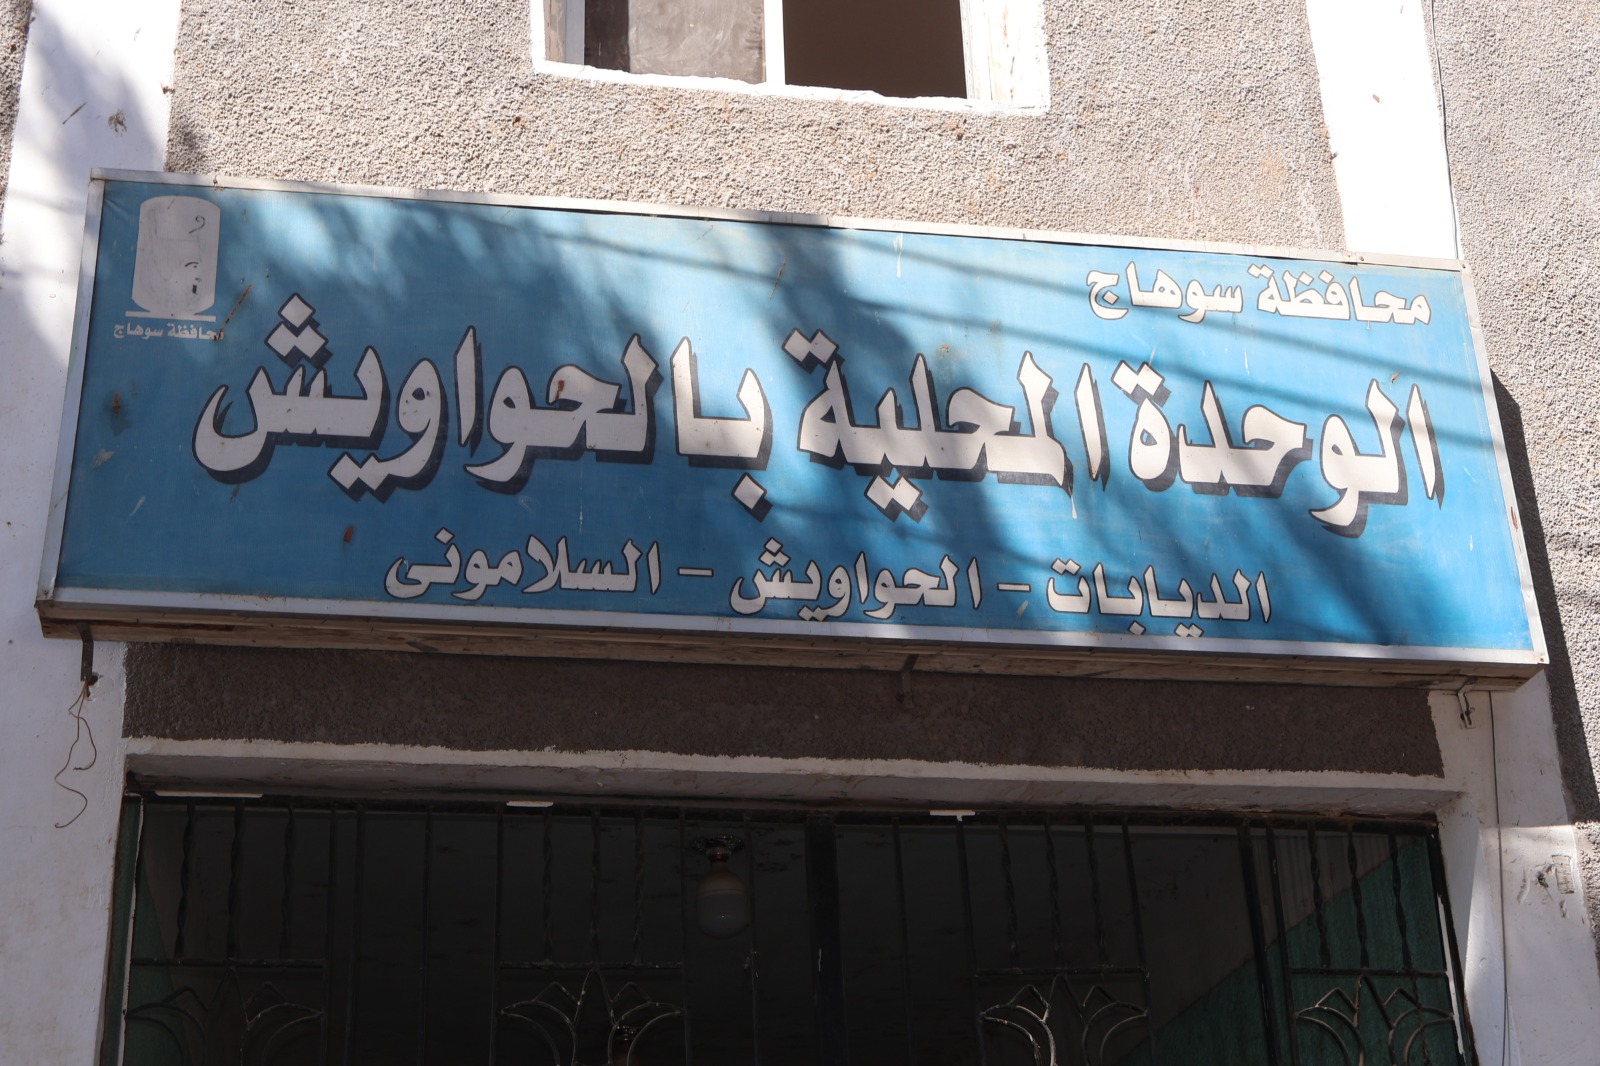 محافظة سوهاج
محافظة سوهاج
الوحدة المحلية بالحواويش
الديابات - الحواويش - السلامونى